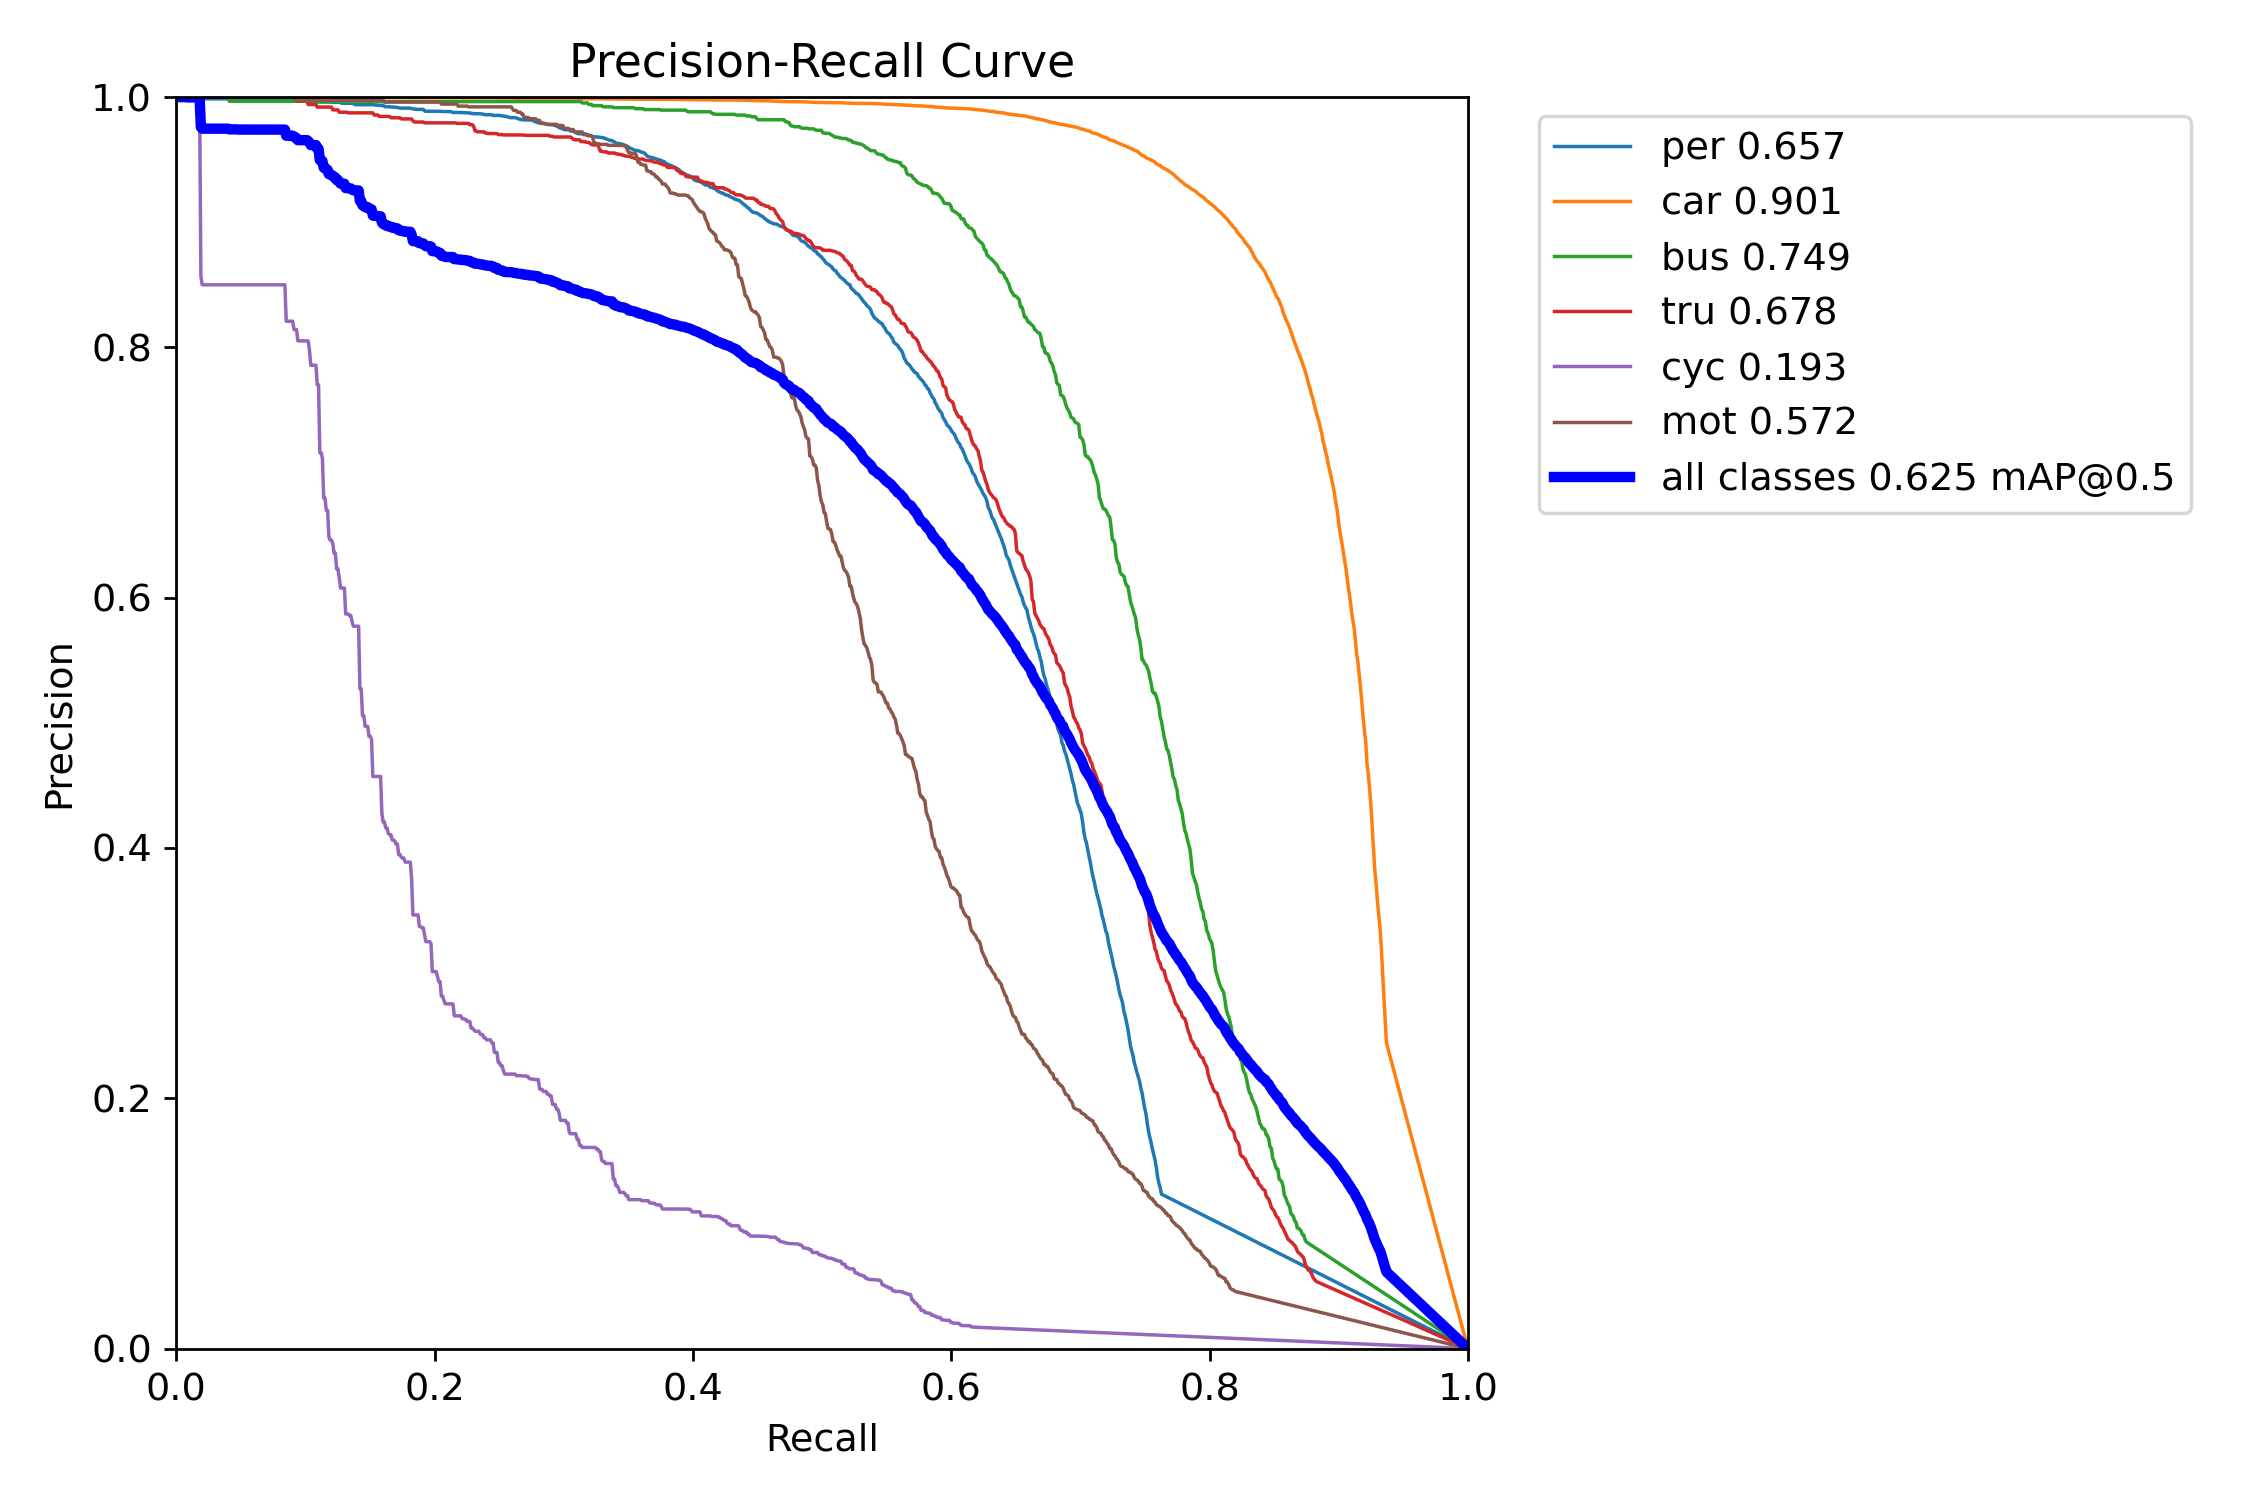 Precision-Recall Curve
1.0
0.8
0.6
0.4
0.2
0.0
Precision
0.0 0.2 0.4 0.6 0.8 1.0
Recall
per 0.657
car 0.901
bus 0.749
tru 0.678
cyc 0.193
mot 0.572
all classes 0.625 mAP@0.5